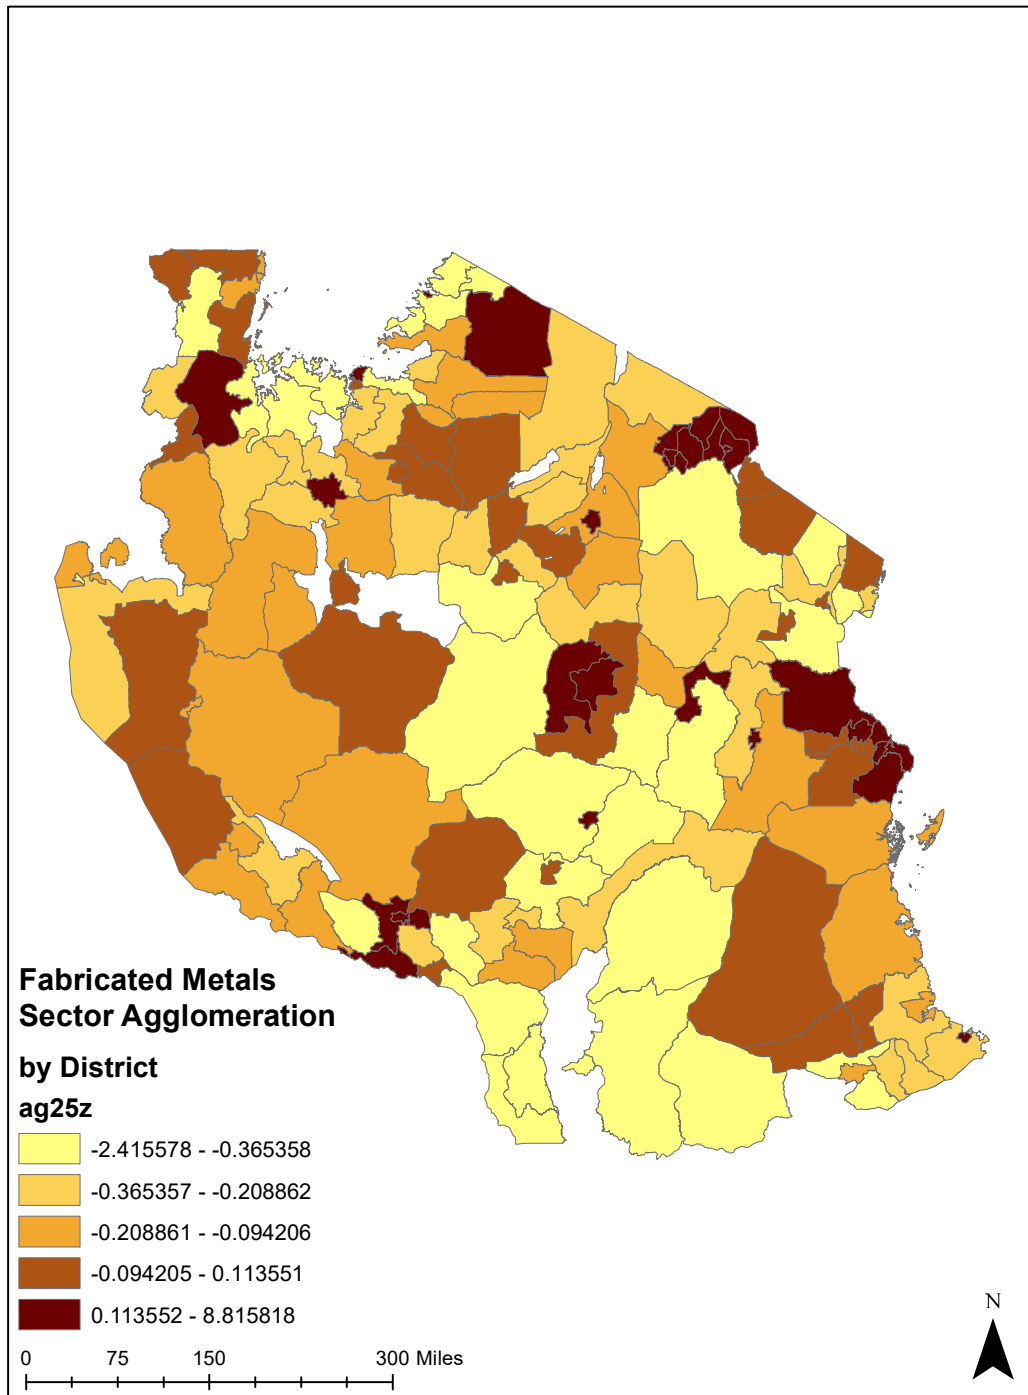 Fabricated Metals
Sector Agglomeration
by District
ag25z
-2.415578 - -0.365358
-0.365357 - -0.208862
-0.208861 - -0.094206
-0.094205 - 0.113551
0.113552 - 8.815818
0 75 150 300 Miles
N